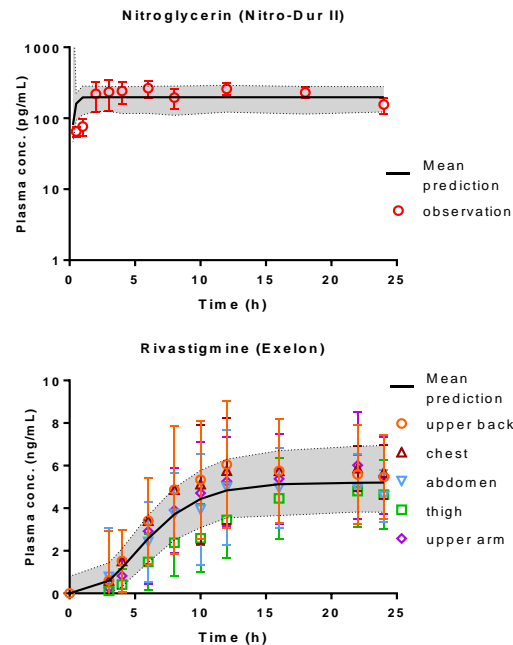 Nitroglycerin (Nitro-Dur II)
1000
100
10
1
Plasma conc. (pg/mL)
0
5
10
15
20
25
Time (h)
Mean
prediction
observation
Rivastigmine (Exelon)
10
8
6
4
2
0
Plasma conc. (ng/mL)
0
5
10
15
20
25
Time (h)
Mean
prediction
upper back
chest
abdomen
thigh
upper arm